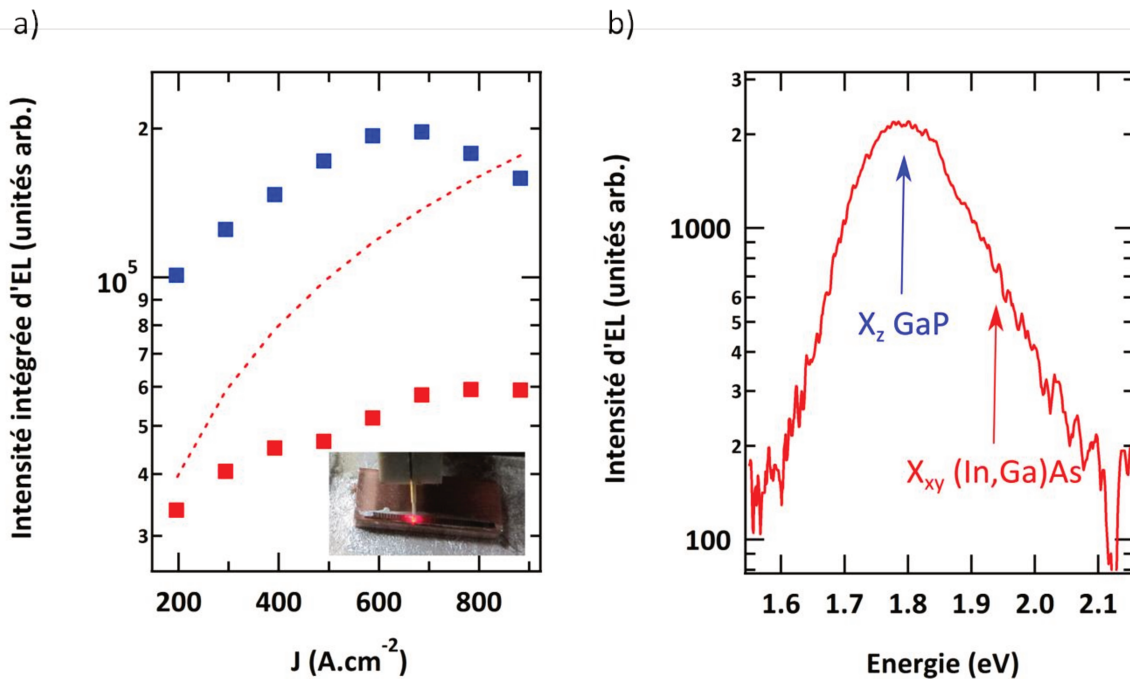 a)
Intensité intégrée d'EL (unités arb.)
2
10^5
9
8
7
6
5
4
3
200 400 600 800
J (A.cm^-2)
b)
Intensité d'EL (unités arb.)
3
2
1000
6
5
4
3
2
100
X_z GaP
X_xy (In,Ga)As
1.6 1.7 1.8 1.9 2.0 2.1
Energie (eV)